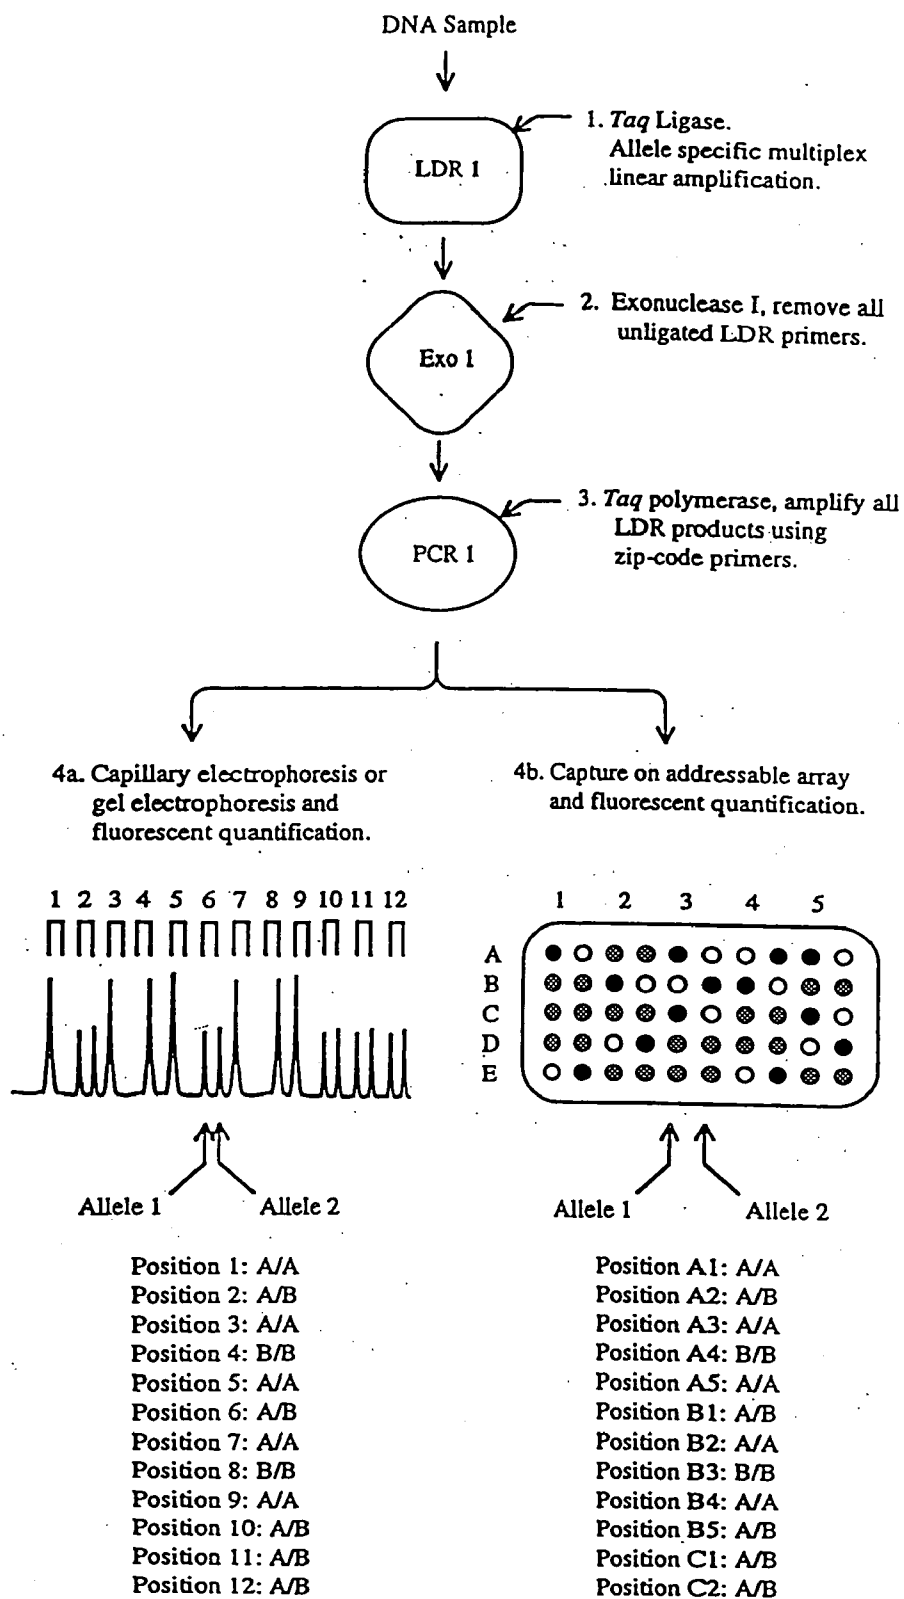 DNA Sample
LDR 1
1. Taq Ligase.
Allele specific multiplex
linear amplification.
Exo 1
2. Exonuclease I, remove all
unligated LDR primers.
PCR 1
3. Taq polymerase, amplify all
LDR products using
zip-code primers.
4a. Capillary electrophoresis or
gel electrophoresis and
fluorescent quantification.
4b. Capture on addressable array
and fluorescent quantification.
1 2 3 4 5 6 7 8 9 10 11 12
1 2 3 4 5
A
B
C
D
E
Allele 1 Allele 2
Allele 1 Allele 2
Position 1: A/A
Position 2: A/B
Position 3: A/A
Position 4: B/B
Position 5: A/A
Position 6: A/B
Position 7: A/A
Position 8: B/B
Position 9: A/A
Position 10: A/B
Position 11: A/B
Position 12: A/B
Position A1: A/A
Position A2: A/B
Position A3: A/A
Position A4: B/B
Position A5: A/A
Position B1: A/B
Position B2: A/A
Position B3: B/B
Position B4: A/A
Position B5: A/B
Position C1: A/B
Position C2: A/B